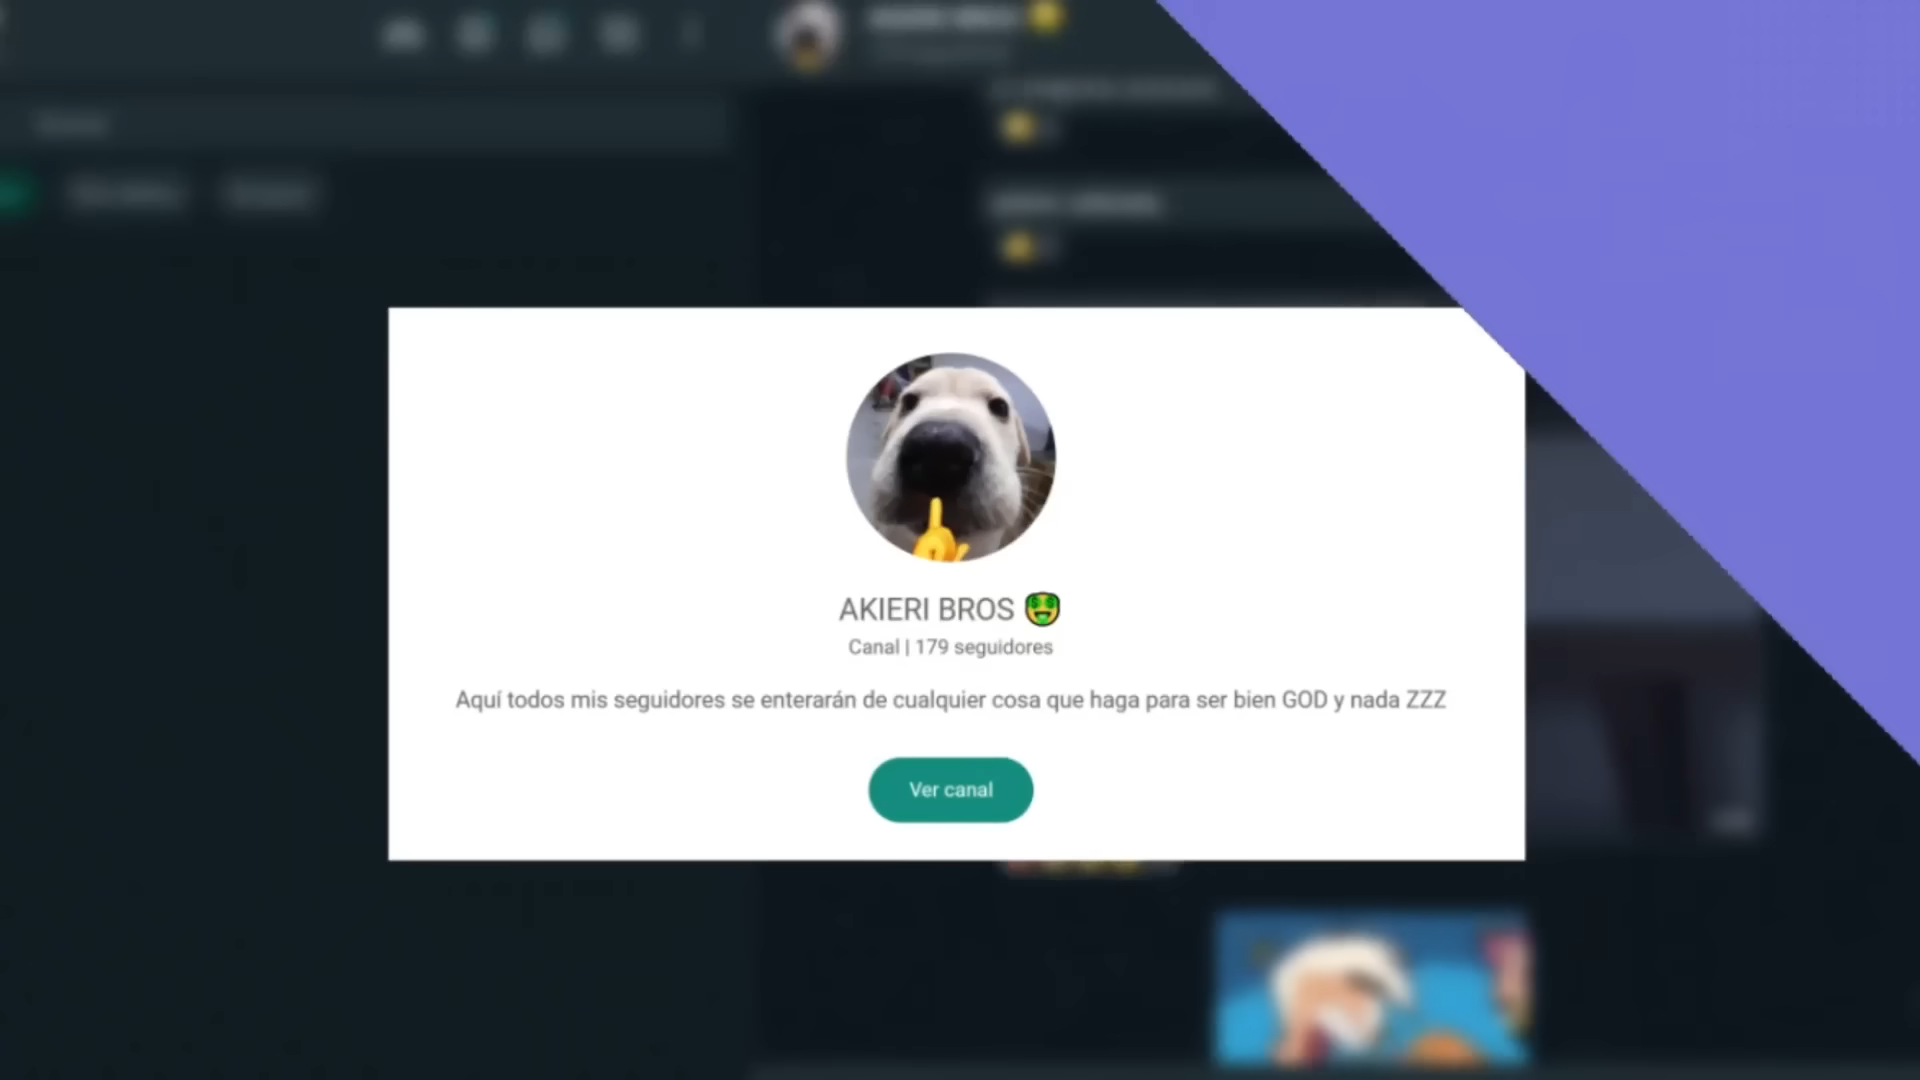 AKIERI BROS 🤑
Canal | 179 seguidores
Aquí todos mis seguidores se enterarán de cualquier cosa que haga para ser bien GOD y nada ZZZ
Ver canal